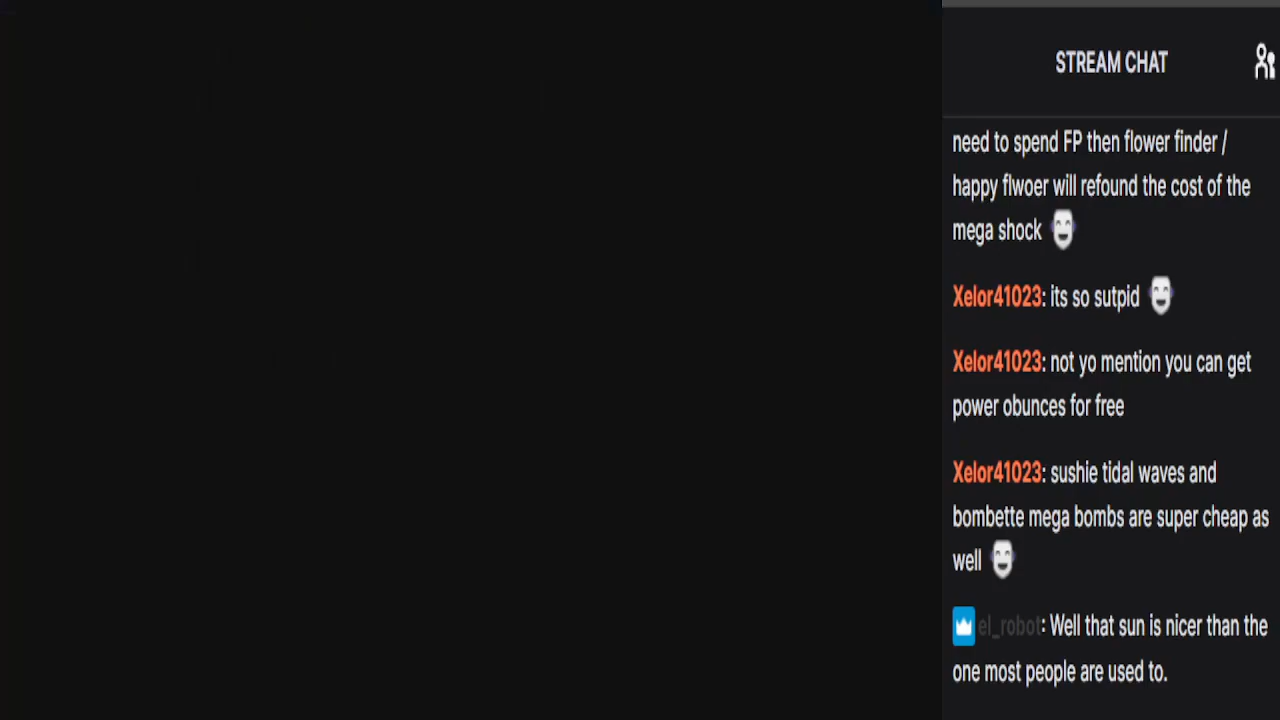 STREAM CHAT
need to spend FP then flower finder /
happy flwoer will refound the cost of the
mega shock
Xelor41023: its so sutpid
Xelor41023: not yo mention you can get
power obunces for free
Xelor41023: sushie tidal waves and
bombette mega bombs are super cheap as
well
el_robot: Well that sun is nicer than the
one most people are used to.